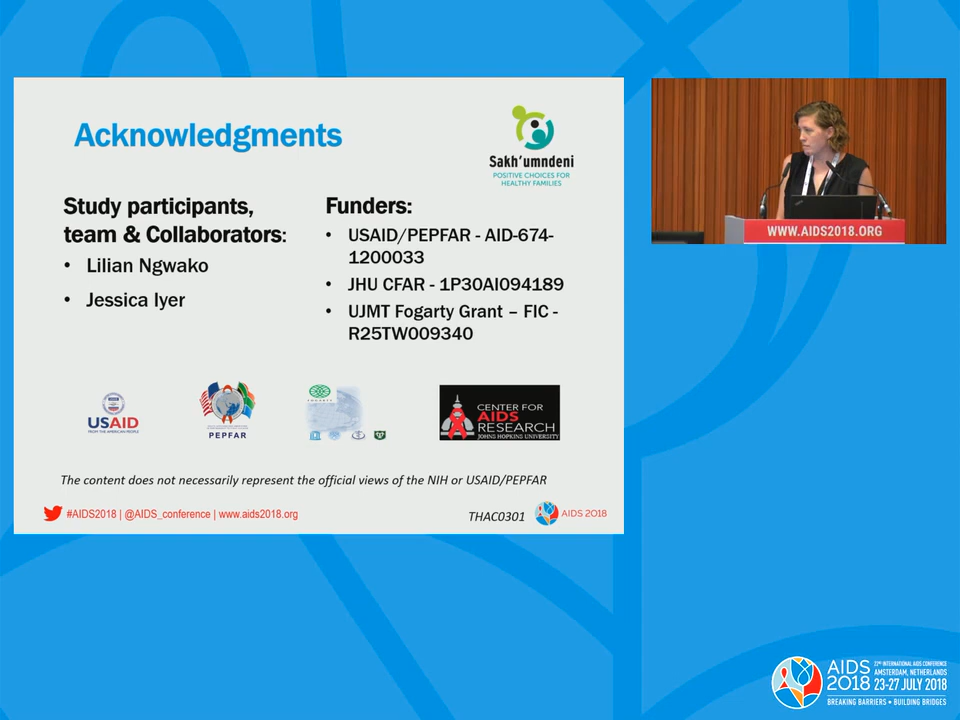 Acknowledgments
Sakh'umndeni
POSITIVE CHOICES FOR
HEALTHY FAMILIES
Study participants,
team & Collaborators:
• Lilian Ngwako
• Jessica Iyer
Funders:
• USAID/PEPFAR - AID-674-
1200033
• JHU CFAR - 1P30AI094189
• UJMT Fogarty Grant – FIC -
R25TW009340
USAID
FROM THE AMERICAN PEOPLE
PEPFAR
FOGARTY
CENTER FOR
AIDS
RESEARCH
JOHNS HOPKINS UNIVERSITY
The content does not necessarily represent the official views of the NIH or USAID/PEPFAR
#AIDS2018 | @AIDS_conference | www.aids2018.org
THAC0301
AIDS 2018
WWW.AIDS2018.ORG
AIDS
2018
22ND INTERNATIONAL AIDS CONFERENCE
AMSTERDAM, NETHERLANDS
23-27 JULY 2018
BREAKING BARRIERS • BUILDING BRIDGES